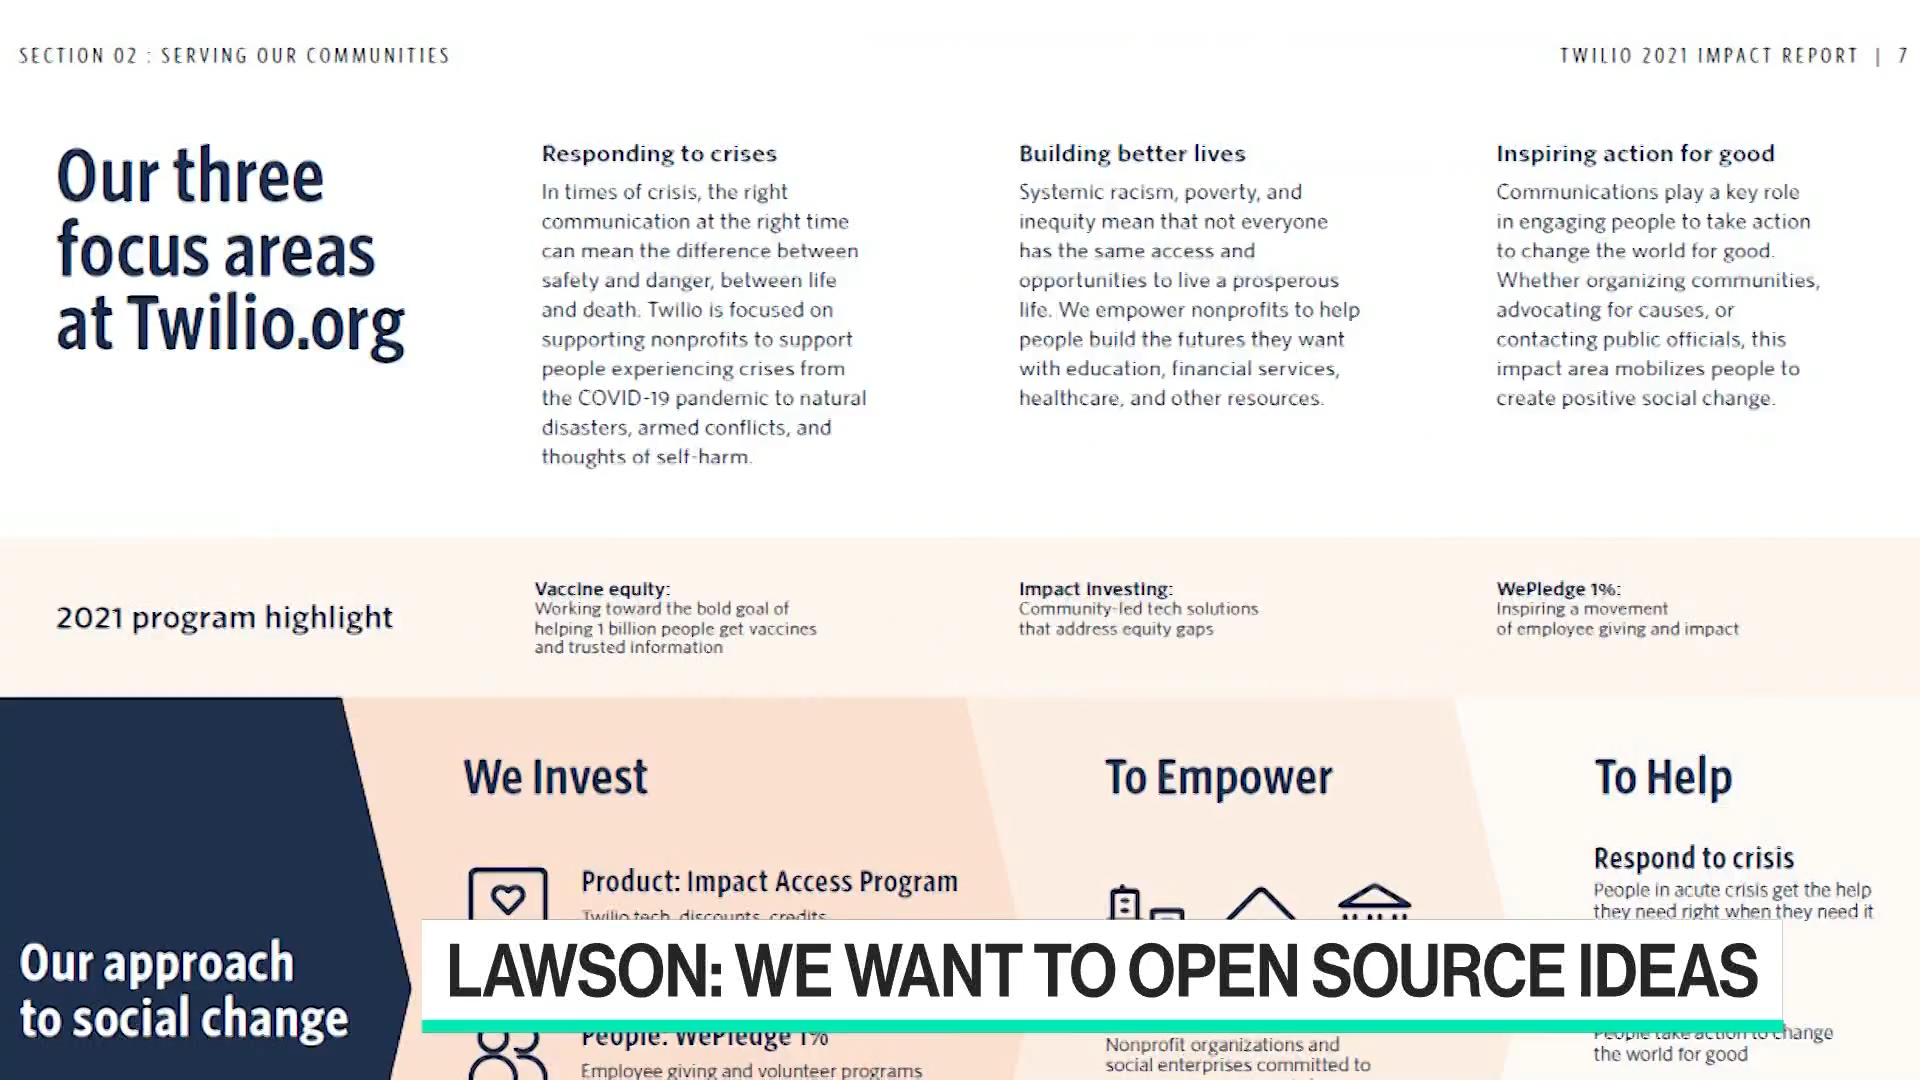 SECTION 02 : SERVING OUR COMMUNITIES
TWILIO 2021 IMPACT REPORT | 7
Our three
focus areas
at Twilio.org
Responding to crises
In times of crisis, the right
communication at the right time
can mean the difference between
safety and danger, between life
and death. Twilio is focused on
supporting nonprofits to support
people experiencing crises from
the COVID-19 pandemic to natural
disasters, armed conflicts, and
thoughts of self-harm.
Building better lives
Systemic racism, poverty, and
inequity mean that not everyone
has the same access and
opportunities to live a prosperous
life. We empower nonprofits to help
people build the futures they want
with education, financial services,
healthcare, and other resources.
Inspiring action for good
Communications play a key role
in engaging people to take action
to change the world for good.
Whether organizing communities,
advocating for causes, or
contacting public officials, this
impact area mobilizes people to
create positive social change.
2021 program highlight
Vaccine equity:
Working toward the bold goal of
helping 1 billion people get vaccines
and trusted information
Impact investing:
Community-led tech solutions
that address equity gaps
WePledge 1%:
Inspiring a movement
of employee giving and impact
Our approach
to social change
We Invest
Product: Impact Access Program
Twilio tech, discounts, credits
People: WePledge 1%
Employee giving and volunteer programs
To Empower
Nonprofit organizations and
social enterprises committed to
To Help
Respond to crisis
People in acute crisis get the help
they need right when they need it
People take action to change
the world for good
LAWSON: WE WANT TO OPEN SOURCE IDEAS